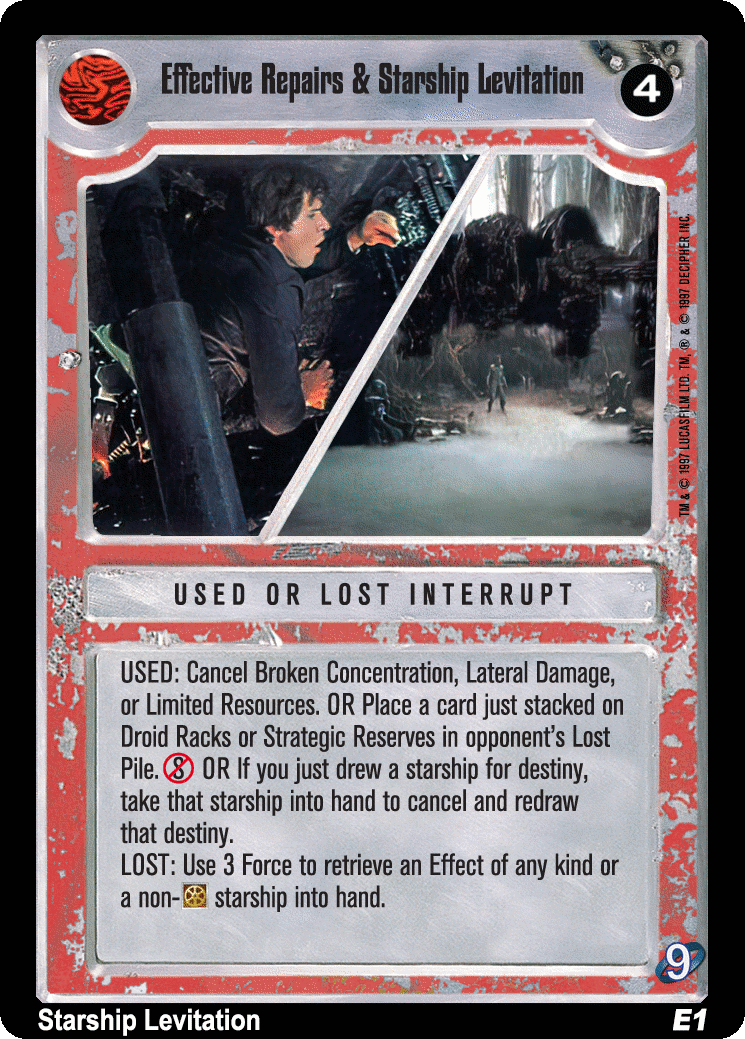 Effective Repairs & Starship Levitation
4
TM & © 1997 LUCASFILM LTD. TM, ® & © 1997 DECIPHER INC.
USED OR LOST INTERRUPT
USED: Cancel Broken Concentration, Lateral Damage,
or Limited Resources. OR Place a card just stacked on
Droid Racks or Strategic Reserves in opponent's Lost
Pile. OR If you just drew a starship for destiny,
take that starship into hand to cancel and redraw
that destiny.
LOST: Use 3 Force to retrieve an Effect of any kind or
a non- starship into hand.
9
Starship Levitation
E1